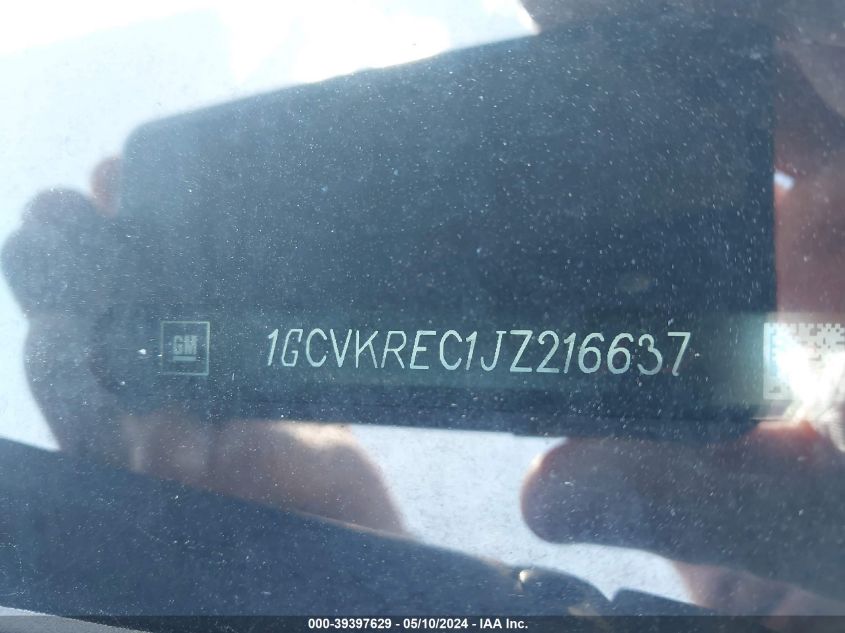 GM
1GCVKREC1JZ216637
000-39397629 - 05/10/2024 - IAA Inc.